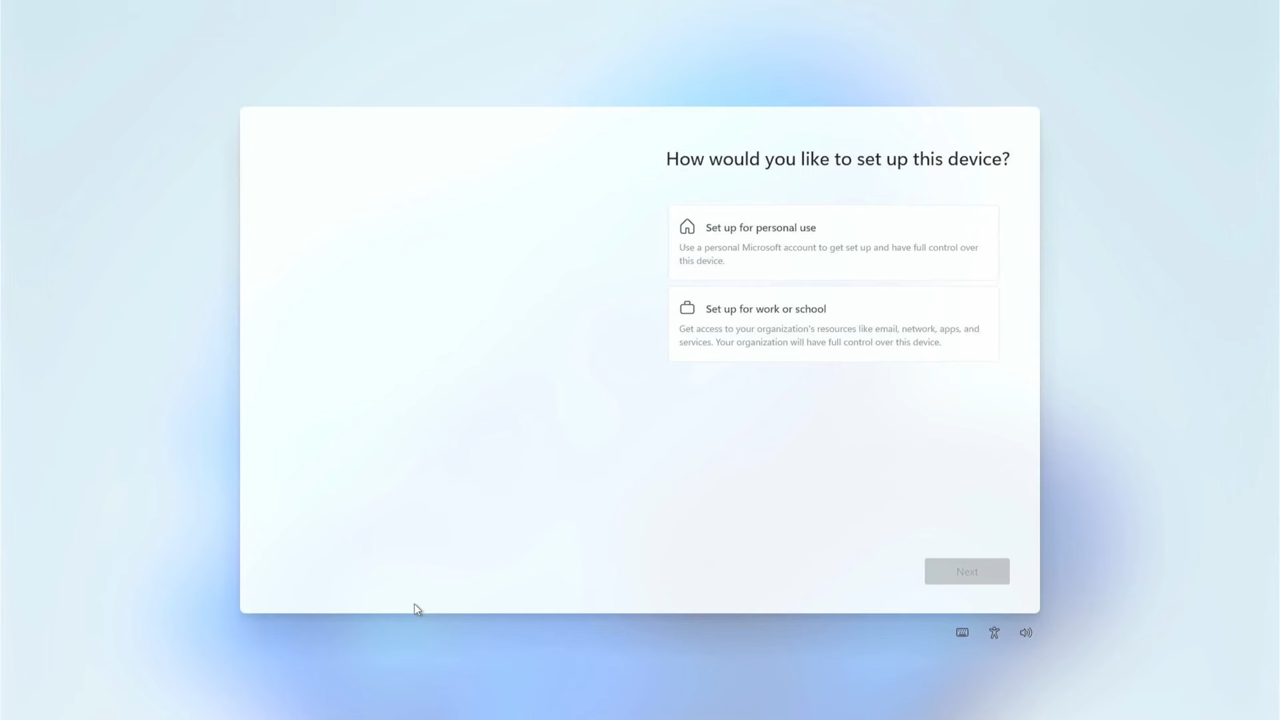 How would you like to set up this device?
Set up for personal use
Use a personal Microsoft account to get set up and have full control over
this device.
Set up for work or school
Get access to your organization's resources like email, network, apps, and
services. Your organization will have full control over this device.
Next